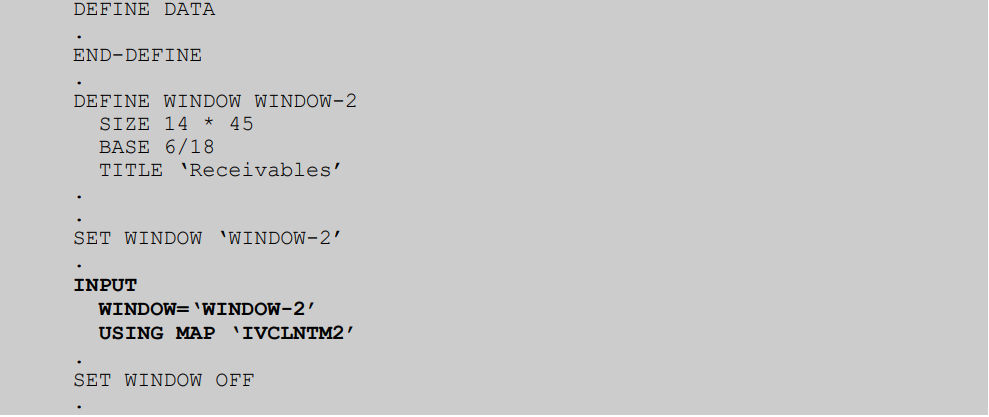 DEFINE DATA
.
END-DEFINE
.
DEFINE WINDOW WINDOW-2
SIZE 14 * 45
BASE 6/18
TITLE ‘Receivables’
.
.
SET WINDOW ‘WINDOW-2’
.
INPUT
WINDOW=‘WINDOW-2’
USING MAP ‘IVCLNTM2’
.
SET WINDOW OFF
.